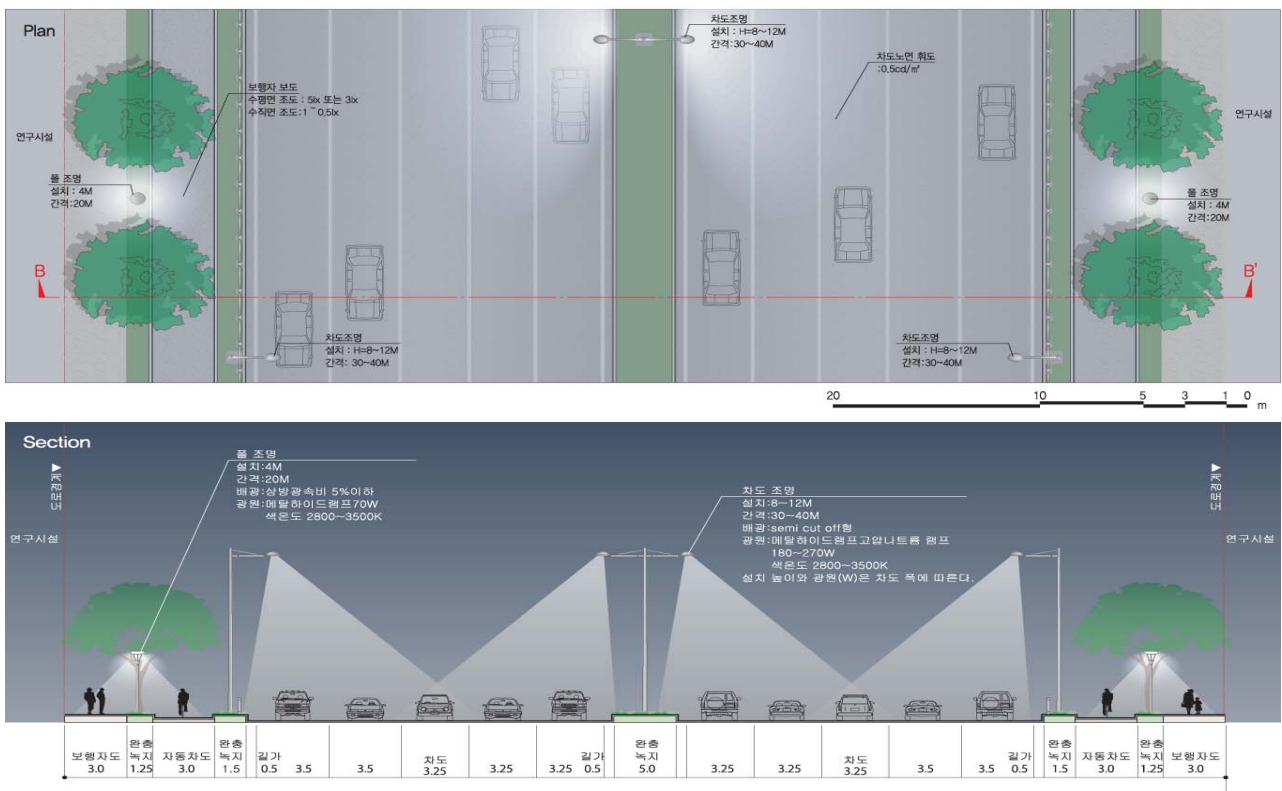 Plan
차도조명
설치 : H=8~12M
간격:30~40M
차도노면 휘도
:0.5cd/㎡
보행자 보도
수평면 조도 : 5lx 또는 3lx
수직면 조도:1~0.5lx
연구시설
연구시설
폴 조명
설치 : 4M
간격:20M
폴 조명
설치 : 4M
간격:20M
B
B'
차도조명
설치 : H=8~12M
간격: 30~40M
차도조명
설치 : H=8~12M
간격:30~40M
20 10 5 3 1 0
m
Section
폴 조명
설치:4M
간격:20M
배광:상방광속비 5%이하
광원:메탈하이드램프70W
색온도 2800~3500K
차도 조명
설치:8~12M
간격:30~40M
배광:semi cut off형
광원:메탈하이드램프고압나트륨 램프
180~270W
색온도 2800~3500K
설치 높이와 광원(W)은 차도 폭에 따른다.
연구시설
연구시설
보행자도 3.0
완충녹지 1.25
자동차도 3.0
완충녹지 1.5
길가 0.5
3.5
3.5
차도 3.25
3.25
3.25
길가 0.5
완충녹지 5.0
3.25
3.25
차도 3.25
3.5
3.5
길가 0.5
완충녹지 1.5
자동차도 3.0
완충녹지 1.25
보행자도 3.0